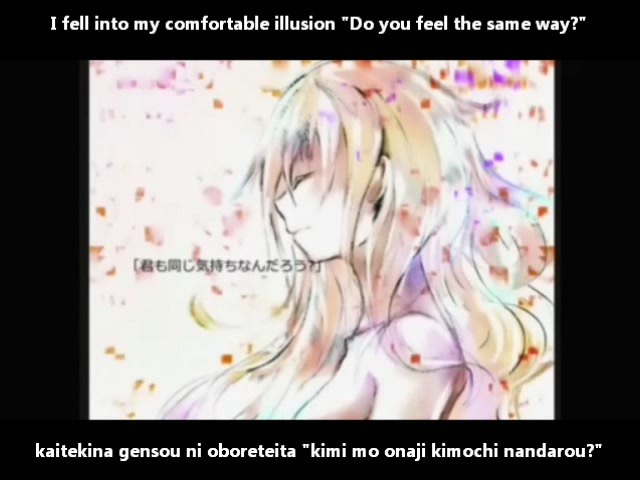 I fell into my comfortable illusion "Do you feel the same way?"
「君も同じ気持ちなんだろう?」
kaitekina gensou ni oboreteita "kimi mo onaji kimochi nandarou?"